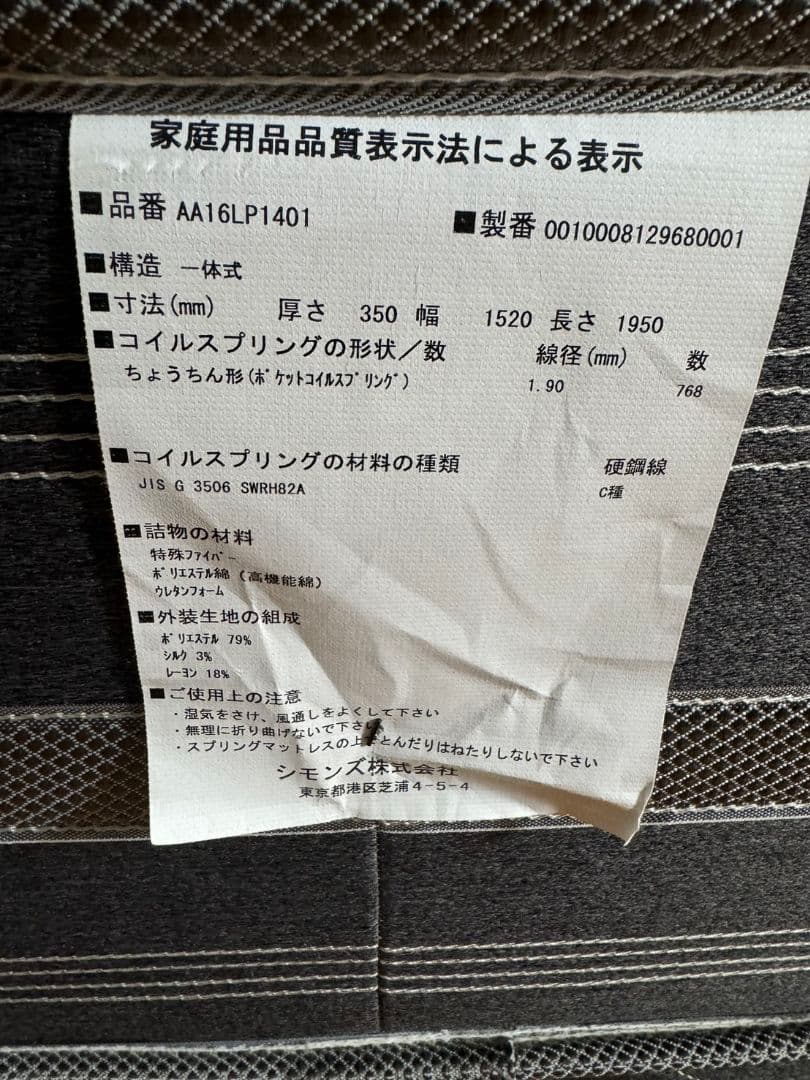 家庭用品品質表示法による表示
■品番 AA16LP1401 ■製番 0010008129680001
■構造 一体式
■寸法(mm) 厚さ 350 幅 1520 長さ 1950
■コイルスプリングの形状／数 線径(mm) 数
ちょうちん形(ﾎﾟｹｯﾄｺｲﾙｽﾌﾟﾘﾝｸﾞ) 1.90 768
■コイルスプリングの材料の種類 硬鋼線
JIS G 3506 SWRH82A C種
■詰物の材料
特殊ﾌｧｲﾊﾞｰ
ﾎﾟﾘｴｽﾃﾙ綿 (高機能綿)
ｳﾚﾀﾝﾌｫｰﾑ
■外装生地の組成
ﾎﾟﾘｴｽﾃﾙ 79%
ｼﾙｸ 3%
ﾚｰﾖﾝ 18%
■ご使用上の注意
・湿気をさけ、風通しをよくして下さい
・無理に折り曲げないで下さい
・スプリングマットレスの上でとんだりはねたりしないで下さい
シモンズ株式会社
東京都港区芝浦4-5-4